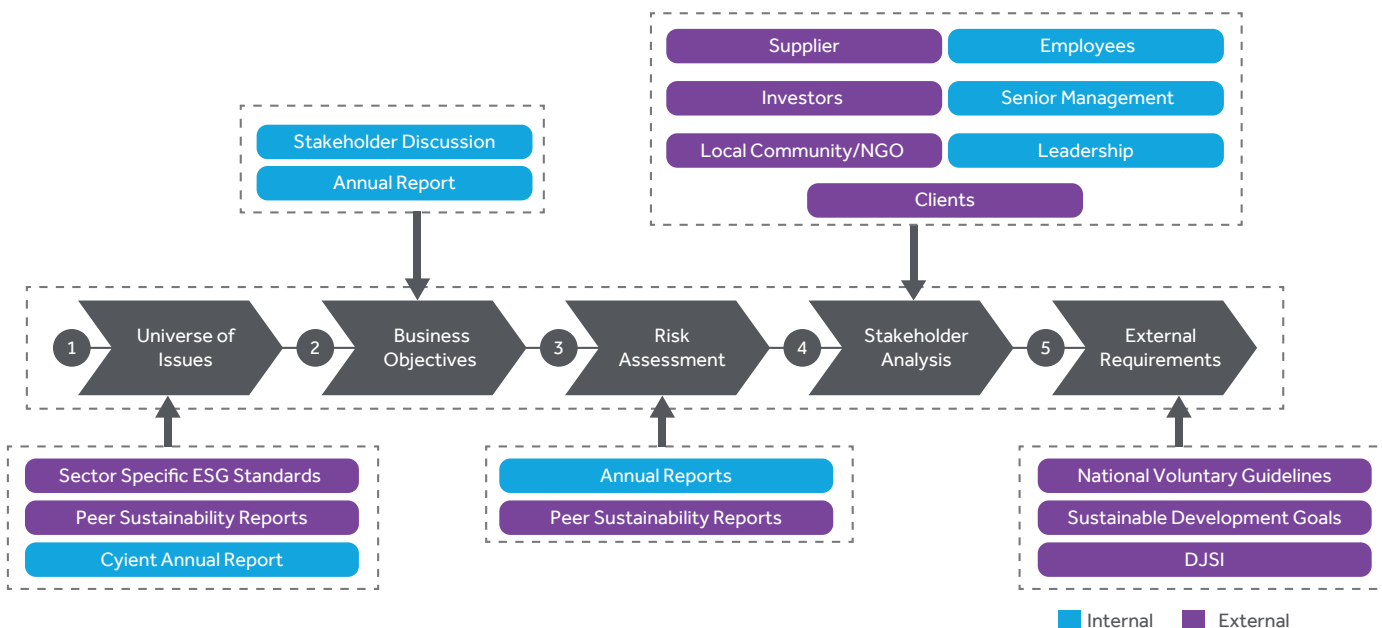 Supplier
Employees
Investors
Senior Management
Local Community/NGO
Leadership
Clients
Stakeholder Discussion
Annual Report
1
Universe of
Issues
2
Business
Objectives
3
Risk
Assessment
4
Stakeholder
Analysis
5
External
Requirements
Sector Specific ESG Standards
Peer Sustainability Reports
Cyient Annual Report
Annual Reports
Peer Sustainability Reports
National Voluntary Guidelines
Sustainable Development Goals
DJSI
Internal
External